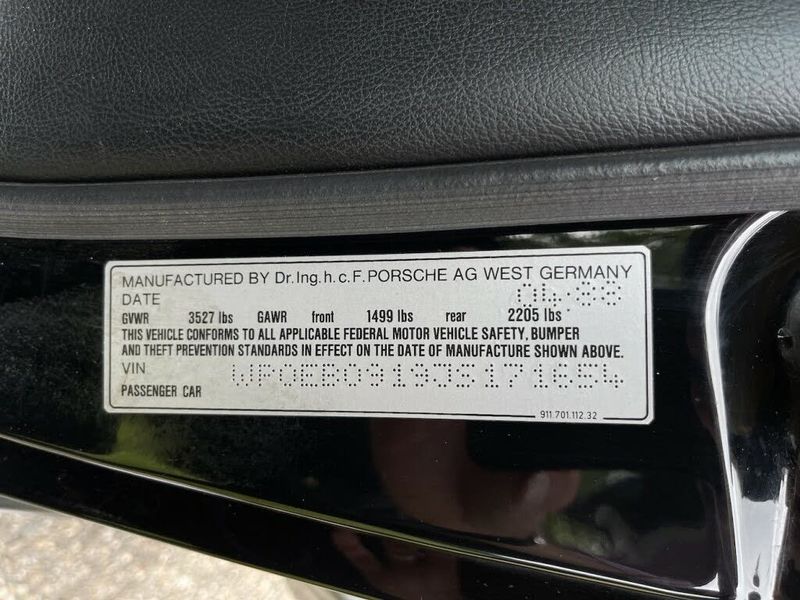 MANUFACTURED BY Dr.Ing.h.c.F.PORSCHE AG WEST GERMANY
DATE 04·88
GVWR 3527 lbs GAWR front 1499 lbs rear 2205 lbs
THIS VEHICLE CONFORMS TO ALL APPLICABLE FEDERAL MOTOR VEHICLE SAFETY, BUMPER
AND THEFT PREVENTION STANDARDS IN EFFECT ON THE DATE OF MANUFACTURE SHOWN ABOVE.
VIN WP0EB0919JS171654
PASSENGER CAR
911.701.112.32